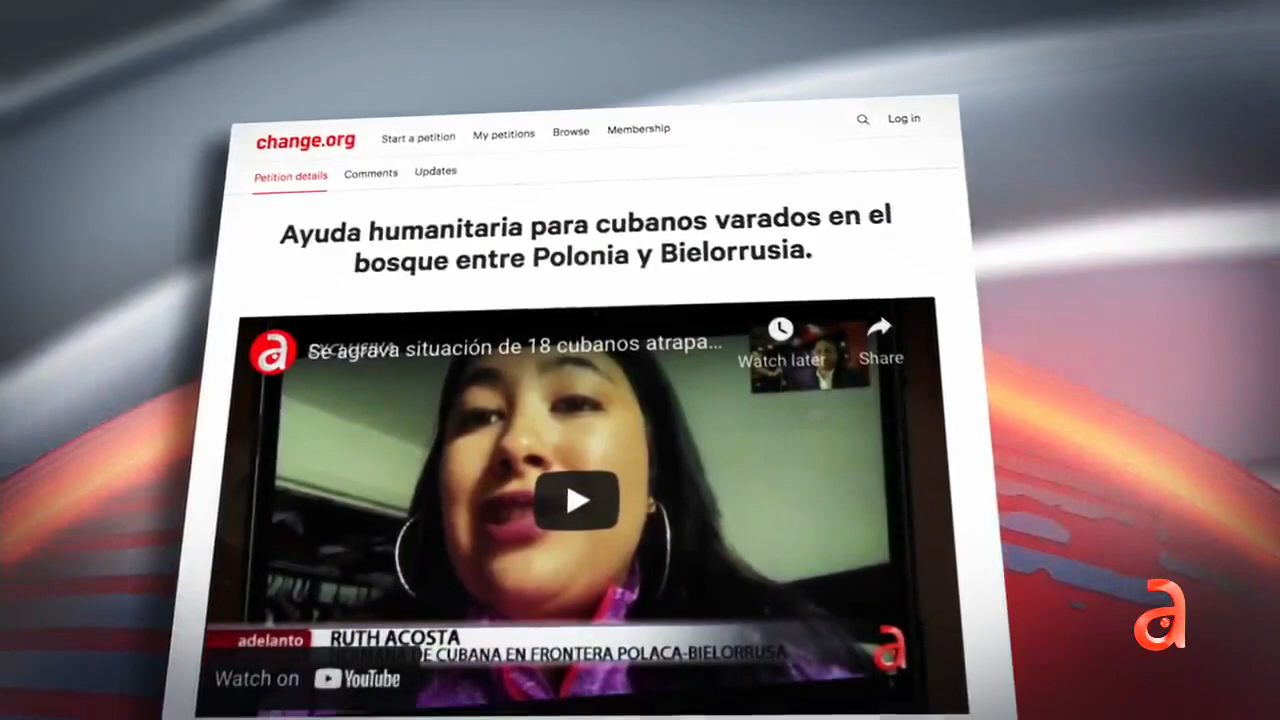 change.org
Start a petition
My petitions
Browse
Membership
Log in
Petition details
Comments
Updates
Ayuda humanitaria para cubanos varados en el
bosque entre Polonia y Bielorrusia.
a
Se agrava situación de 18 cubanos atrapa...
Watch later
Share
adelanto
RUTH ACOSTA
HERMANA DE CUBANA EN FRONTERA POLACA-BIELORRUSA
a
Watch on
YouTube
a